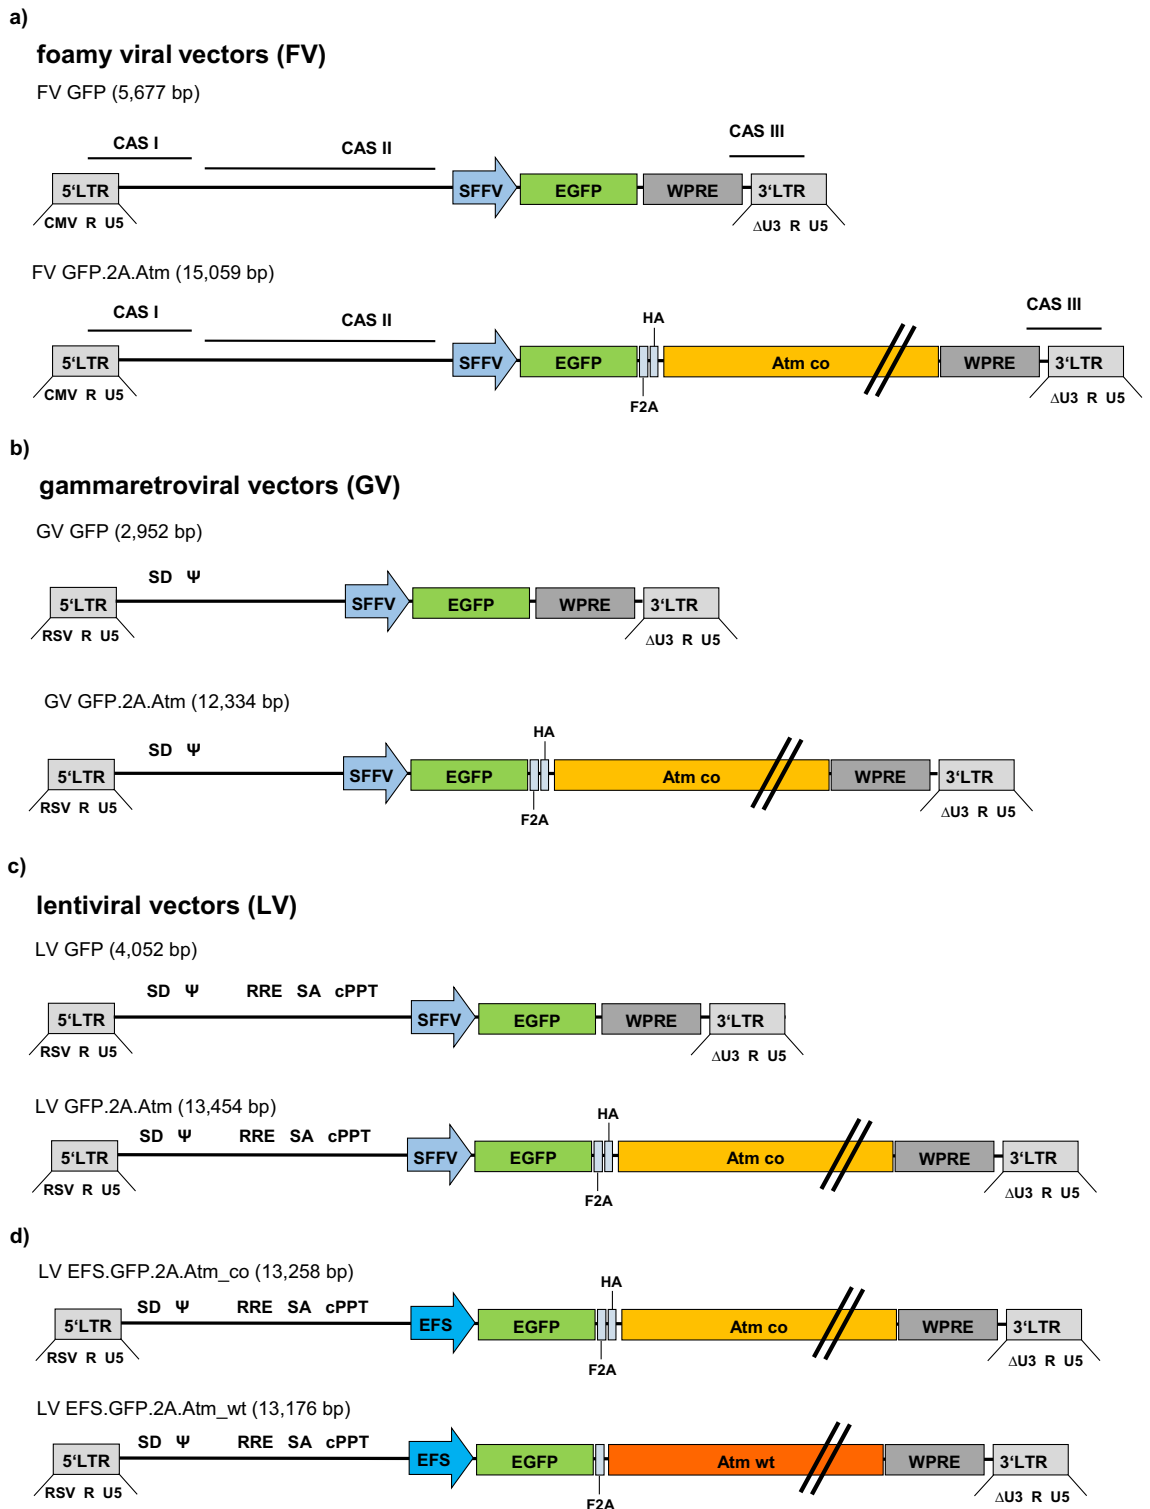 a)
foamy viral vectors (FV)
FV GFP (5,677 bp)
CAS I
CAS II
CAS III
5‘LTR
SFFV
EGFP
WPRE
3‘LTR
CMV R U5
∆U3 R U5
FV GFP.2A.Atm (15,059 bp)
CAS I
CAS II
HA
CAS III
5‘LTR
SFFV
EGFP
Atm co
WPRE
3‘LTR
CMV R U5
F2A
∆U3 R U5
b)
gammaretroviral vectors (GV)
GV GFP (2,952 bp)
SD Ψ
5‘LTR
SFFV
EGFP
WPRE
3‘LTR
RSV R U5
∆U3 R U5
GV GFP.2A.Atm (12,334 bp)
HA
SD Ψ
5‘LTR
SFFV
EGFP
Atm co
WPRE
3‘LTR
RSV R U5
F2A
∆U3 R U5
c)
lentiviral vectors (LV)
LV GFP (4,052 bp)
SD Ψ RRE SA cPPT
5‘LTR
SFFV
EGFP
WPRE
3‘LTR
RSV R U5
∆U3 R U5
LV GFP.2A.Atm (13,454 bp)
HA
SD Ψ RRE SA cPPT
5‘LTR
SFFV
EGFP
Atm co
WPRE
3‘LTR
RSV R U5
F2A
∆U3 R U5
d)
LV EFS.GFP.2A.Atm_co (13,258 bp)
HA
SD Ψ RRE SA cPPT
5‘LTR
EFS
EGFP
Atm co
WPRE
3‘LTR
RSV R U5
F2A
∆U3 R U5
LV EFS.GFP.2A.Atm_wt (13,176 bp)
SD Ψ RRE SA cPPT
5‘LTR
EFS
EGFP
Atm wt
WPRE
3‘LTR
RSV R U5
F2A
∆U3 R U5